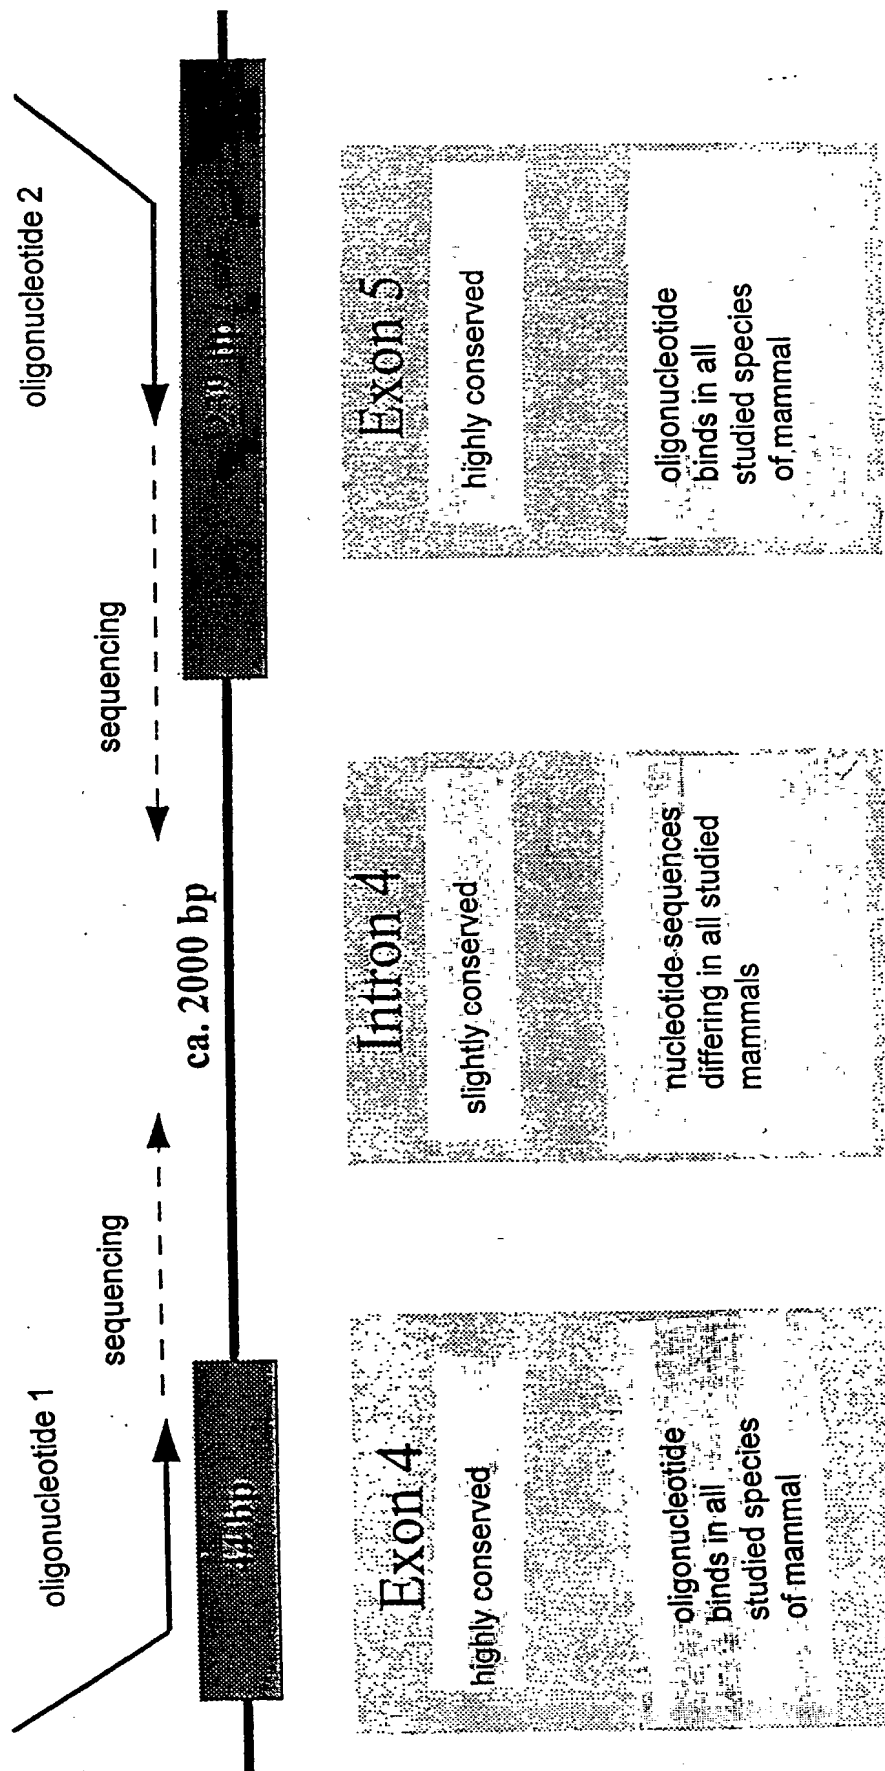 oligonucleotide 1
sequencing
ca. 2000 bp
sequencing
oligonucleotide 2
bp
bp
Exon 4
highly conserved
oligonucleotide
binds in all
studied species
of mammal
Intron 4
slightly conserved
nucleotide sequences
differing in all studied
mammals
Exon 5
highly conserved
oligonucleotide
binds in all
studied species
of mammal